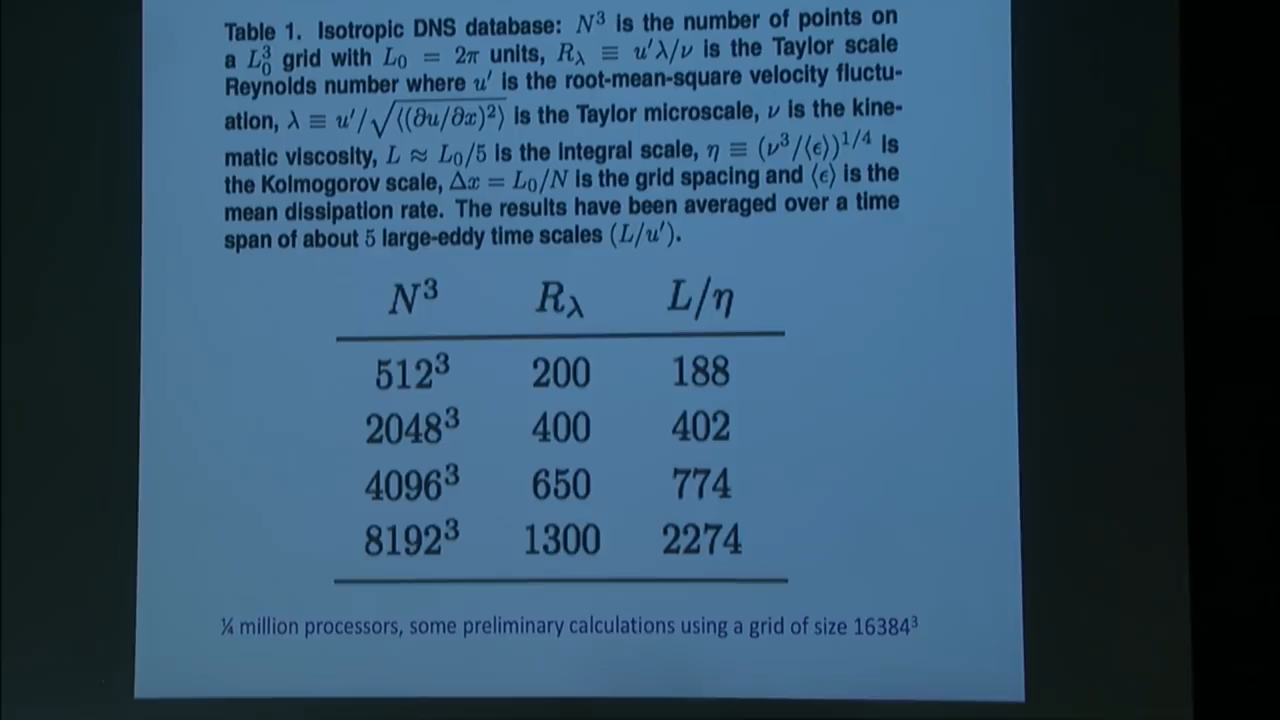 Table 1. Isotropic DNS database: N³ is the number of points on
a L₀³ grid with L₀ = 2π units, R_λ ≡ u′λ/ν is the Taylor scale
Reynolds number where u′ is the root-mean-square velocity fluctu-
ation, λ ≡ u′/√⟨(∂u/∂x)²⟩ is the Taylor microscale, ν is the kine-
matic viscosity, L ≈ L₀/5 is the integral scale, η ≡ (ν³/⟨ϵ⟩)^1/4 is
the Kolmogorov scale, Δx = L₀/N is the grid spacing and ⟨ϵ⟩ is the
mean dissipation rate. The results have been averaged over a time
span of about 5 large-eddy time scales (L/u′).
N³ R_λ L/η
512³ 200 188
2048³ 400 402
4096³ 650 774
8192³ 1300 2274
¼ million processors, some preliminary calculations using a grid of size 16384³